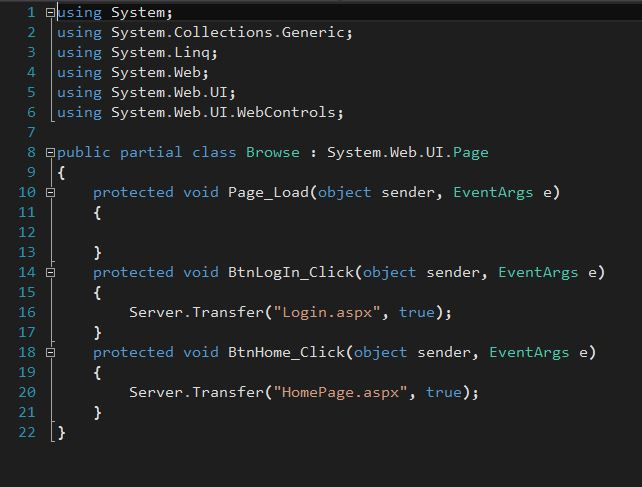 1 using System;
2 using System.Collections.Generic;
3 using System.Linq;
4 using System.Web;
5 using System.Web.UI;
6 using System.Web.UI.WebControls;
7
8 public partial class Browse : System.Web.UI.Page
9 {
10     protected void Page_Load(object sender, EventArgs e)
11     {
12
13     }
14     protected void BtnLogIn_Click(object sender, EventArgs e)
15     {
16         Server.Transfer("Login.aspx", true);
17     }
18     protected void BtnHome_Click(object sender, EventArgs e)
19     {
20         Server.Transfer("HomePage.aspx", true);
21     }
22 }